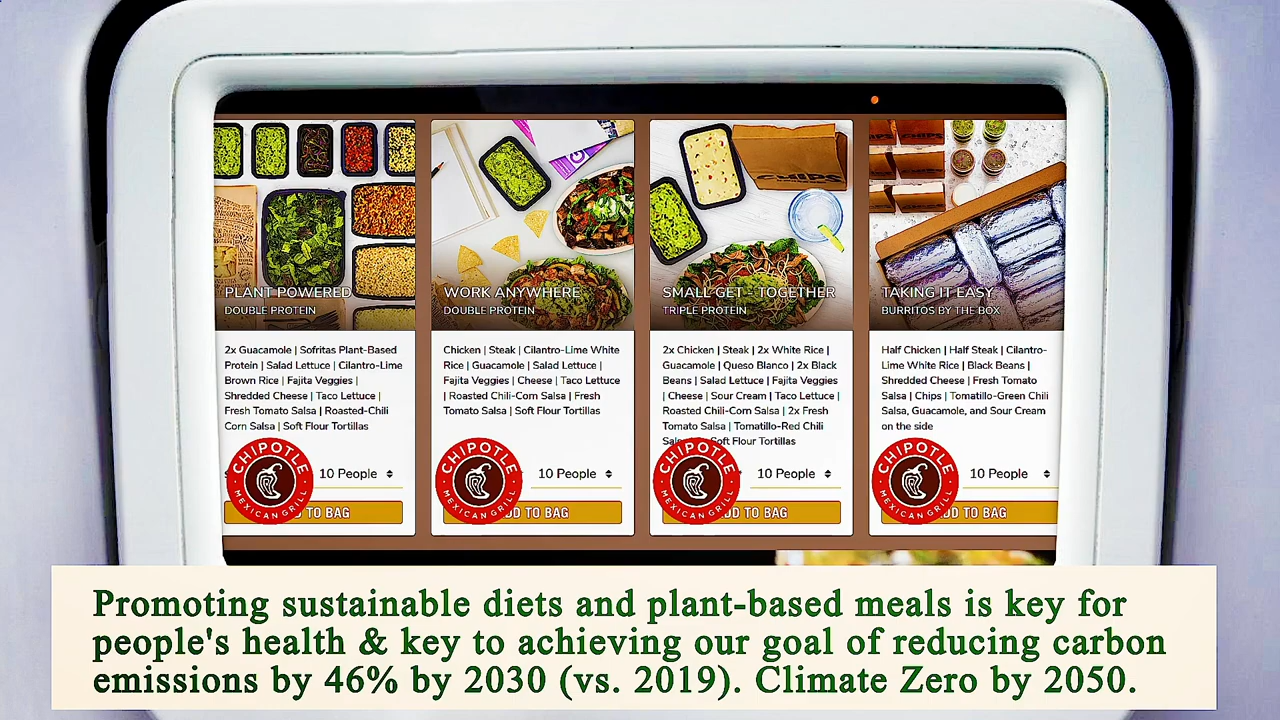 PLANT POWERED
DOUBLE PROTEIN
2x Guacamole | Sofritas Plant-Based
Protein | Salad Lettuce | Cilantro-Lime
Brown Rice | Fajita Veggies |
Shredded Cheese | Taco Lettuce |
Fresh Tomato Salsa | Roasted-Chili
Corn Salsa | Soft Flour Tortillas
CHIPOTLE
MEXICAN GRILL
10 People
TO BAG
WORK ANYWHERE
DOUBLE PROTEIN
Chicken | Steak | Cilantro-Lime White
Rice | Guacamole | Salad Lettuce |
Fajita Veggies | Cheese | Taco Lettuce
| Roasted Chili-Corn Salsa | Fresh
Tomato Salsa | Soft Flour Tortillas
CHIPOTLE
MEXICAN GRILL
10 People
TO BAG
CHIPS
SMALL GET-TOGETHER
TRIPLE PROTEIN
2x Chicken | Steak | 2x White Rice |
Guacamole | Queso Blanco | 2x Black
Beans | Salad Lettuce | Fajita Veggies
| Cheese | Sour Cream | Taco Lettuce |
Roasted Chili-Corn Salsa | 2x Fresh
Tomato Salsa | Tomatillo-Red Chili
Soft Flour Tortillas
CHIPOTLE
MEXICAN GRILL
10 People
TO BAG
CHIPS
TAKING IT EASY
BURRITOS BY THE BOX
Half Chicken | Half Steak | Cilantro-
Lime White Rice | Black Beans |
Shredded Cheese | Fresh Tomato
Salsa | Chips | Tomatillo-Green Chili
Salsa, Guacamole, and Sour Cream
on the side
CHIPOTLE
MEXICAN GRILL
10 People
TO BAG
Promoting sustainable diets and plant-based meals is key for
people's health & key to achieving our goal of reducing carbon
emissions by 46% by 2030 (vs. 2019). Climate Zero by 2050.